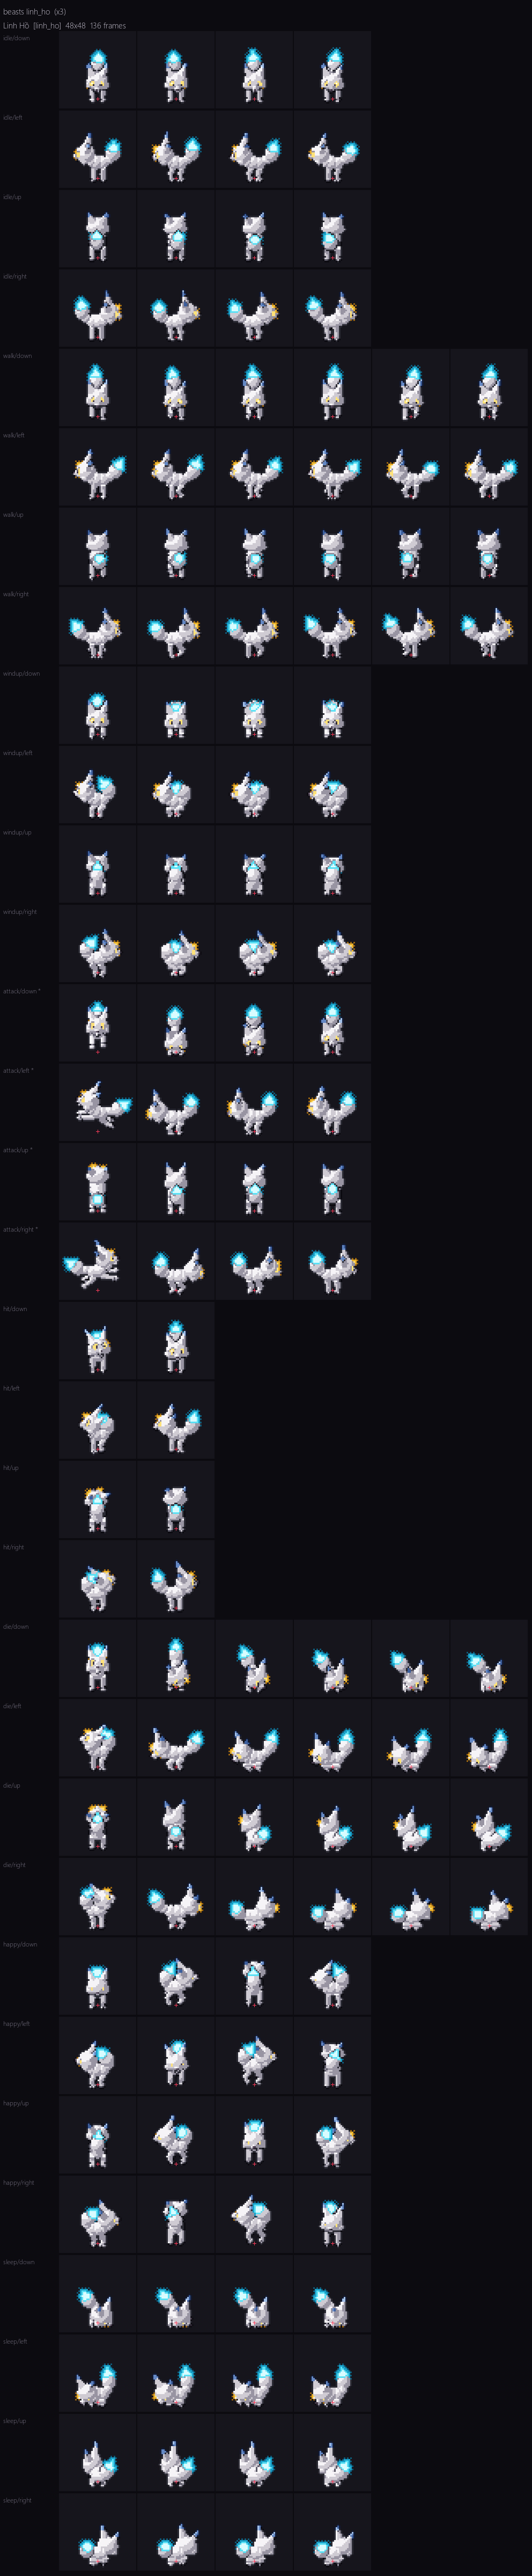 beasts linh_ho (x3)
Linh Hồ [linh_ho] 48x48 136 frames
idle/down
idle/left
idle/up
idle/right
walk/down
walk/left
walk/up
walk/right
windup/down
windup/left
windup/up
windup/right
attack/down *
attack/left *
attack/up *
attack/right *
hit/down
hit/left
hit/up
hit/right
die/down
die/left
die/up
die/right
happy/down
happy/left
happy/up
happy/right
sleep/down
sleep/left
sleep/up
sleep/right